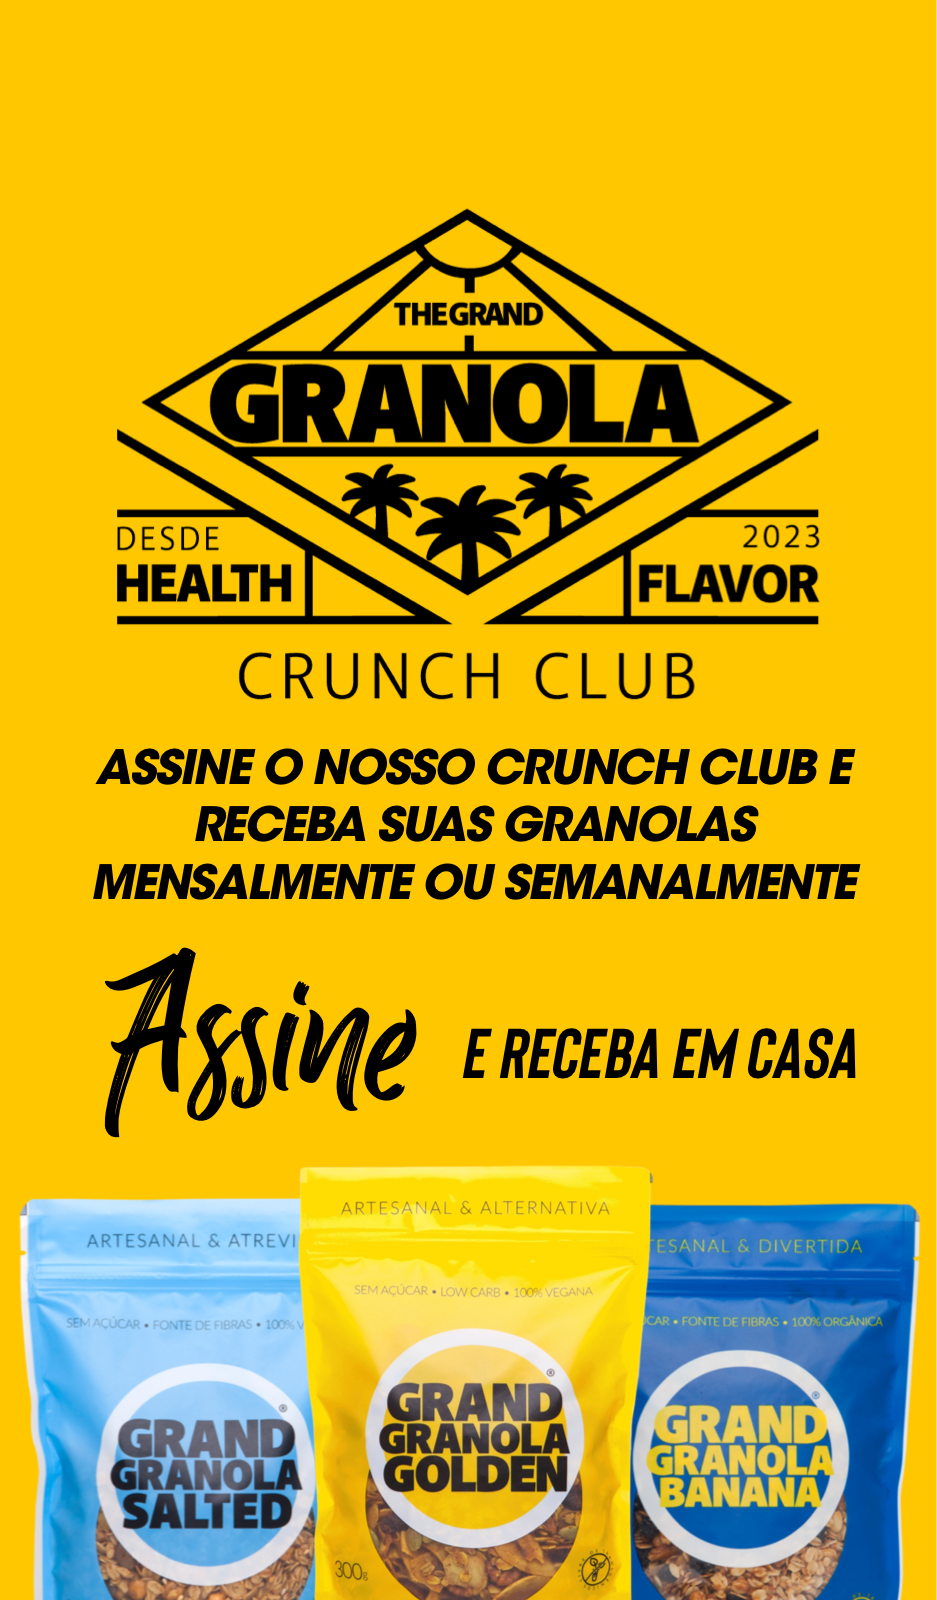 THE GRAND
GRANOLA
DESDE
2023
HEALTH
FLAVOR
CRUNCH CLUB
ASSINE O NOSSO CRUNCH CLUB E
RECEBA SUAS GRANOLAS
MENSALMENTE OU SEMANALMENTE
Assine
E RECEBA EM CASA
ARTESANAL & ATREVI
SEM AÇÚCAR • FONTE DE FIBRAS • 100% V
GRAND
GRANOLA
SALTED
®
ARTESANAL & ALTERNATIVA
SEM AÇÚCAR • LOW CARB • 100% VEGANA
GRAND
GRANOLA
GOLDEN
®
300g
TESANAL & DIVERTIDA
ÚCAR • FONTE DE FIBRAS • 100% ORGÂNICA
GRAND
GRANOLA
BANANA
®